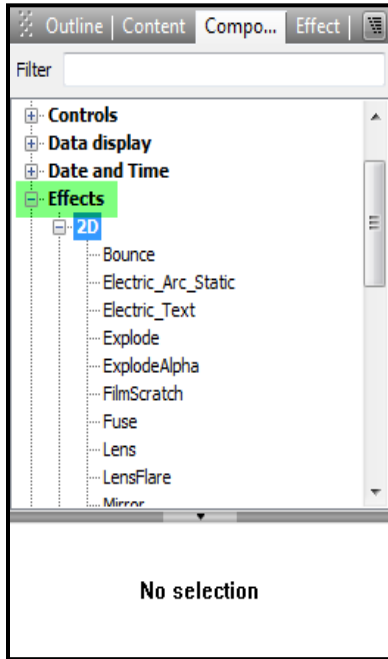 Outline | Content Compo... Effect |
Filter
Controls
Data display
Date and Time
Effects
2D
Bounce
Electric_Arc_Static
Electric_Text
Explode
ExplodeAlpha
FilmScratch
Fuse
Lens
LensFlare
Mirror
No selection